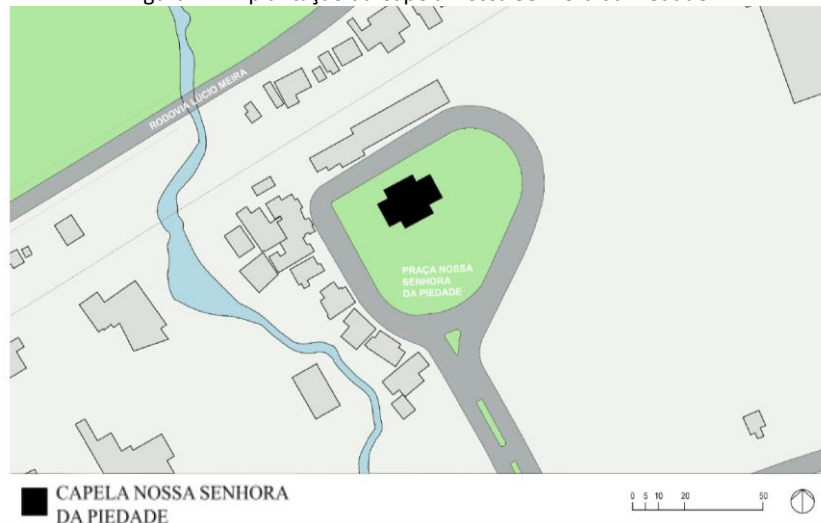 RODOVIA LÚCIO MEIRA
PRAÇA NOSSA
SENHORA
DA PIEDADE
CAPELA NOSSA SENHORA
DA PIEDADE
0 5 10 20 50